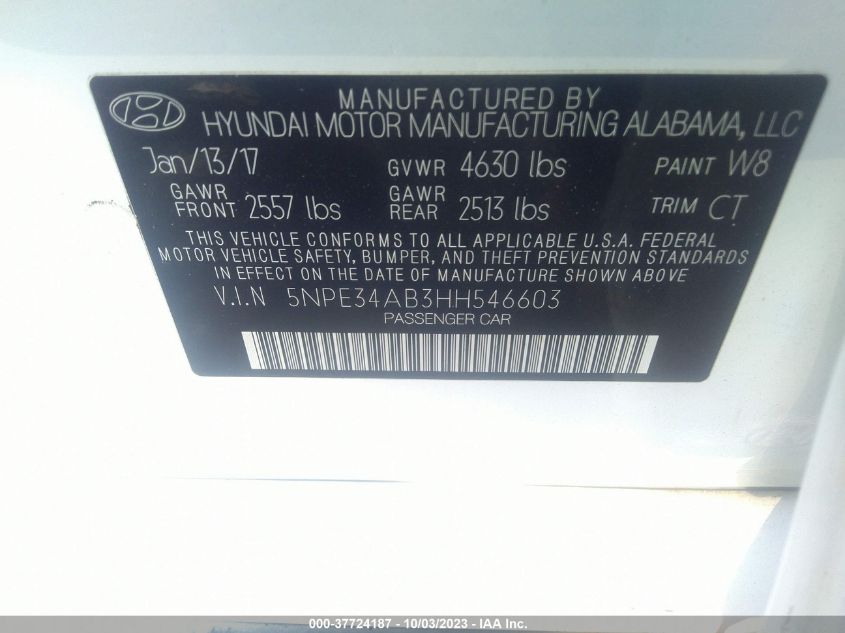 MANUFACTURED BY
HYUNDAI MOTOR MANUFACTURING ALABAMA, LLC
Jan/13/17 GVWR 4630 lbs PAINT W8
GAWR FRONT 2557 lbs GAWR REAR 2513 lbs TRIM CT
THIS VEHICLE CONFORMS TO ALL APPLICABLE U.S.A. FEDERAL
MOTOR VEHICLE SAFETY, BUMPER, AND THEFT PREVENTION STANDARDS
IN EFFECT ON THE DATE OF MANUFACTURE SHOWN ABOVE
V.I.N 5NPE34AB3HH546603
PASSENGER CAR
000-37724187 - 10/03/2023 - IAA Inc.